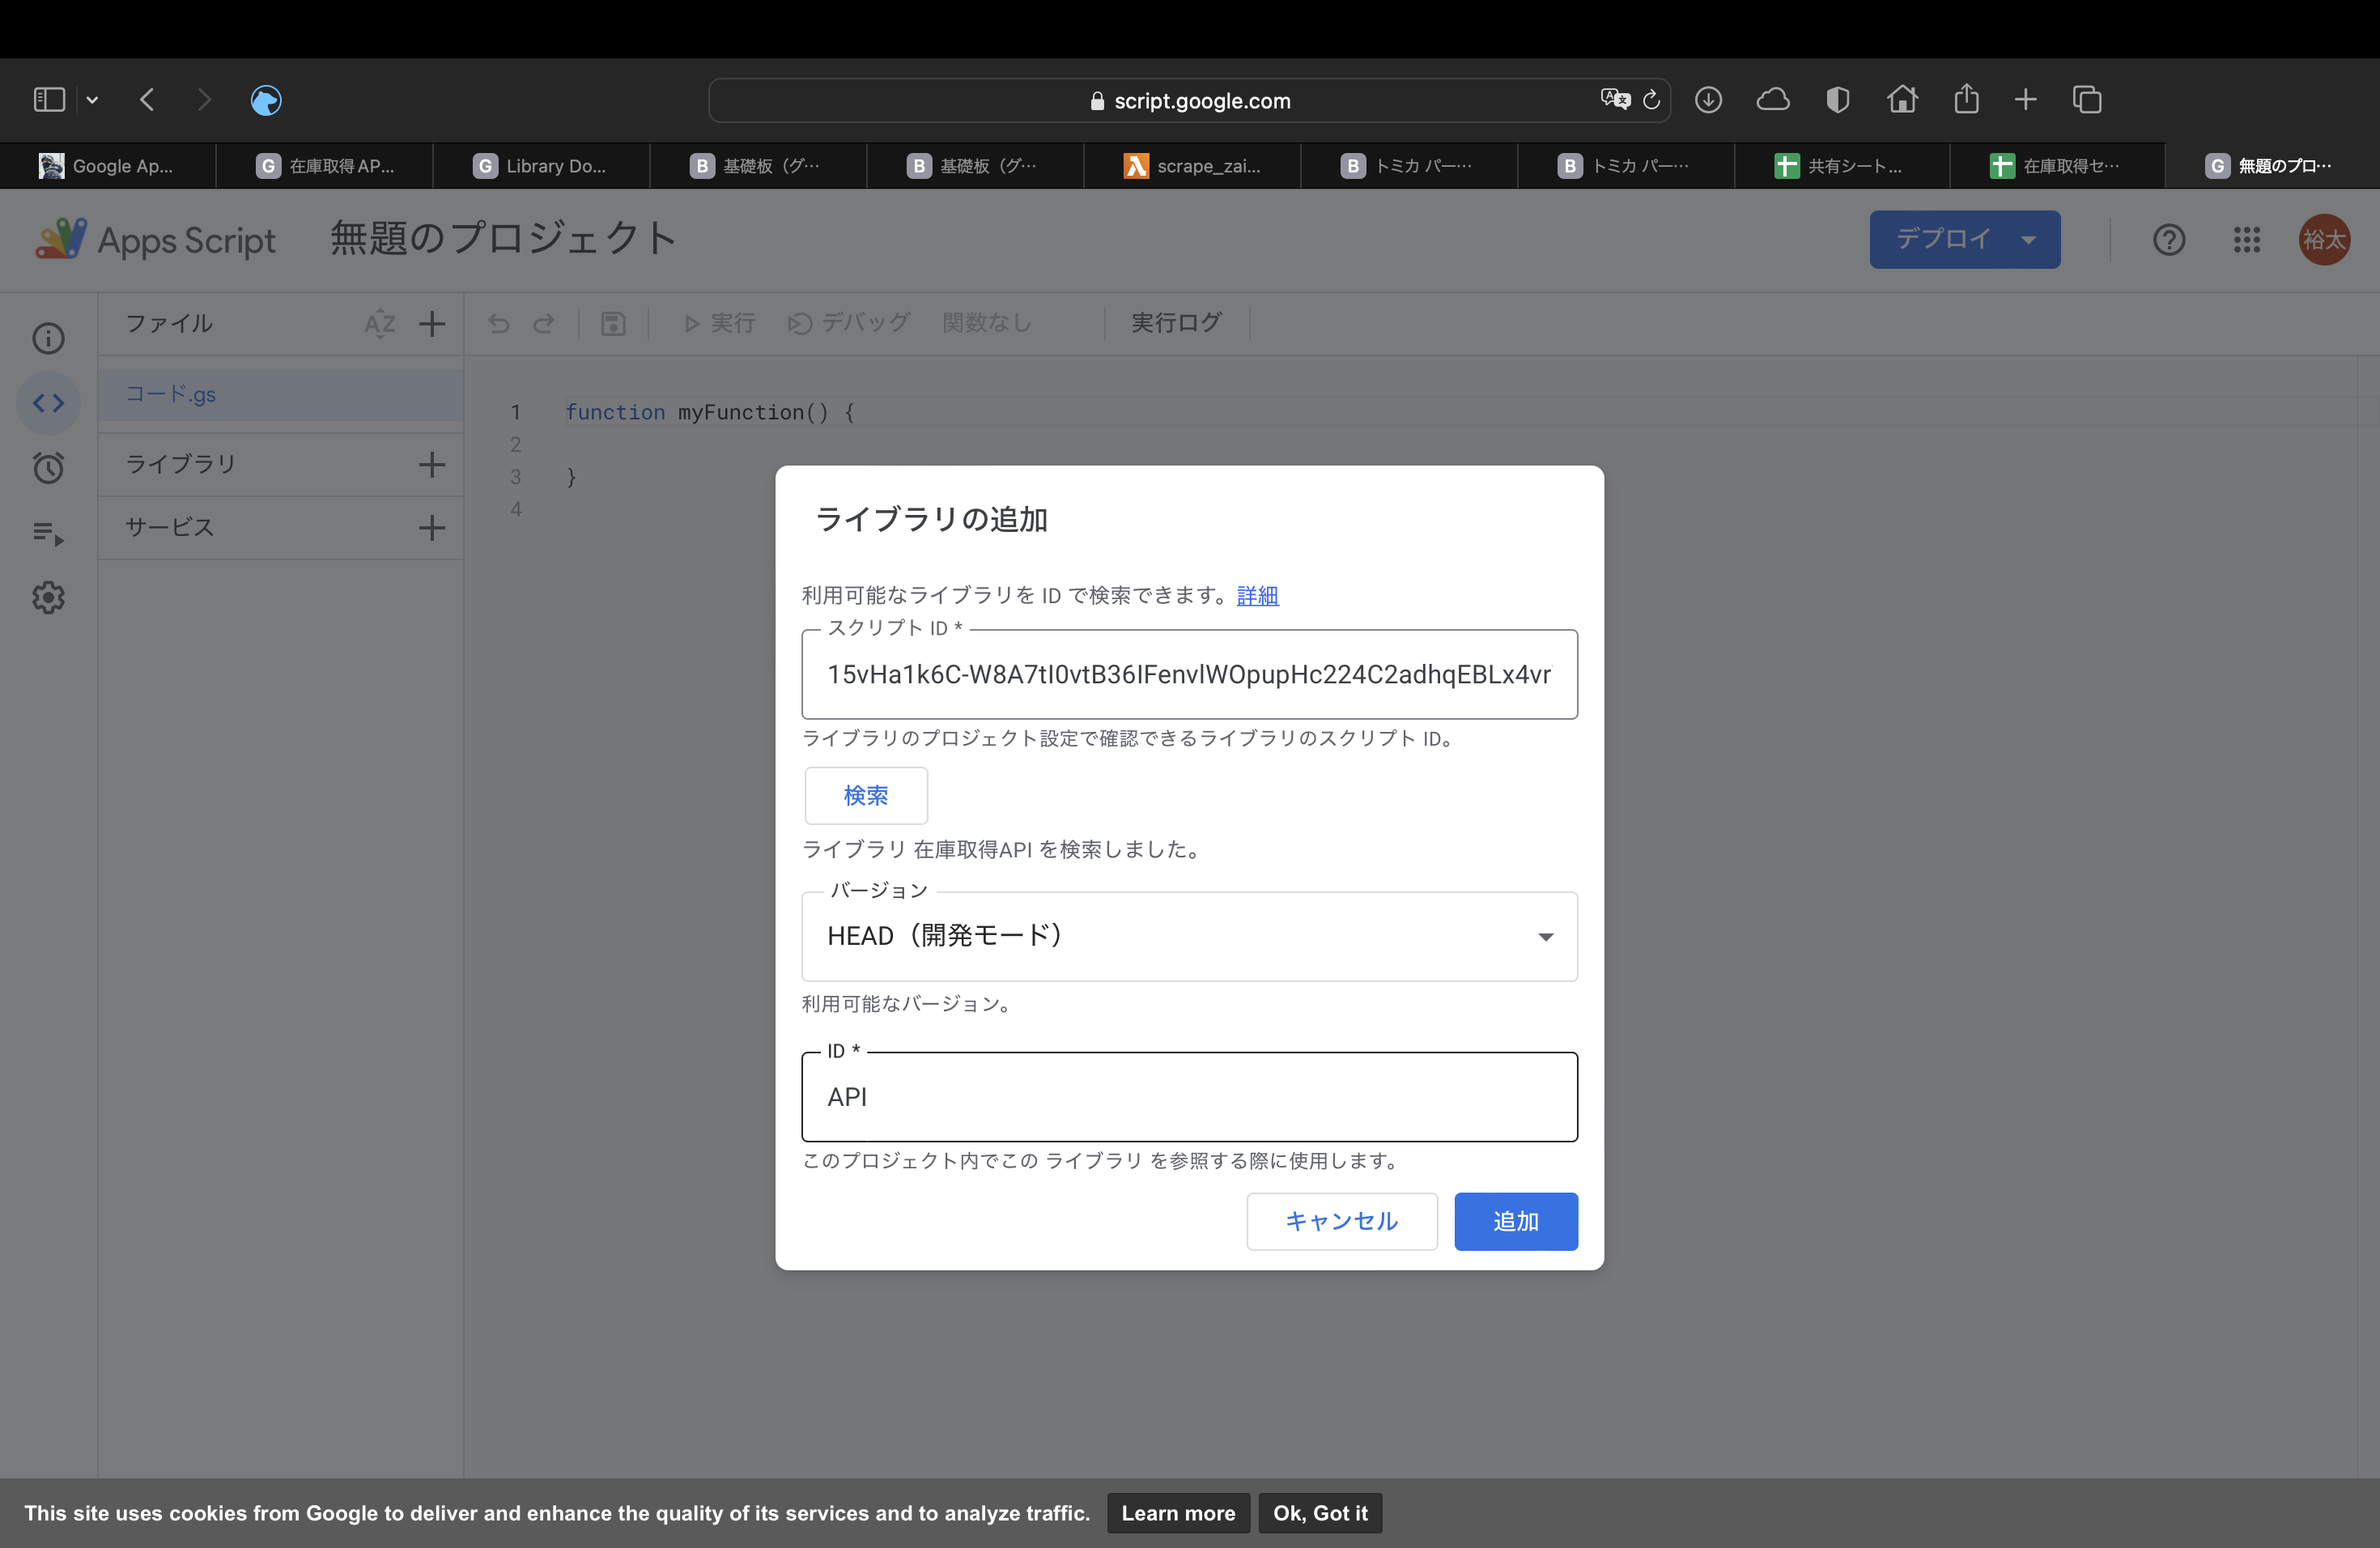 script.google.com
Google Ap...
在庫取得AP...
Library Do...
基礎板（グ…
基礎板（グ…
scrape_zai...
トミカ パー…
トミカ パー…
共有シート...
在庫取得セ…
無題のプロ…
Apps Script
無題のプロジェクト
デプロイ
裕太
ファイル
AZ
実行
デバッグ
関数なし
実行ログ
コード.gs
ライブラリ
サービス
1 function myFunction() {
2
3 }
4
ライブラリの追加
利用可能なライブラリを ID で検索できます。詳細
スクリプト ID *
15vHa1k6C-W8A7tI0vtB36IFenvlWOpupHc224C2adhqEBLx4vr
ライブラリのプロジェクト設定で確認できるライブラリのスクリプト ID。
検索
ライブラリ 在庫取得API を検索しました。
バージョン
HEAD（開発モード）
利用可能なバージョン。
ID *
API
このプロジェクト内でこの ライブラリ を参照する際に使用します。
キャンセル
追加
This site uses cookies from Google to deliver and enhance the quality of its services and to analyze traffic.
Learn more
Ok, Got it